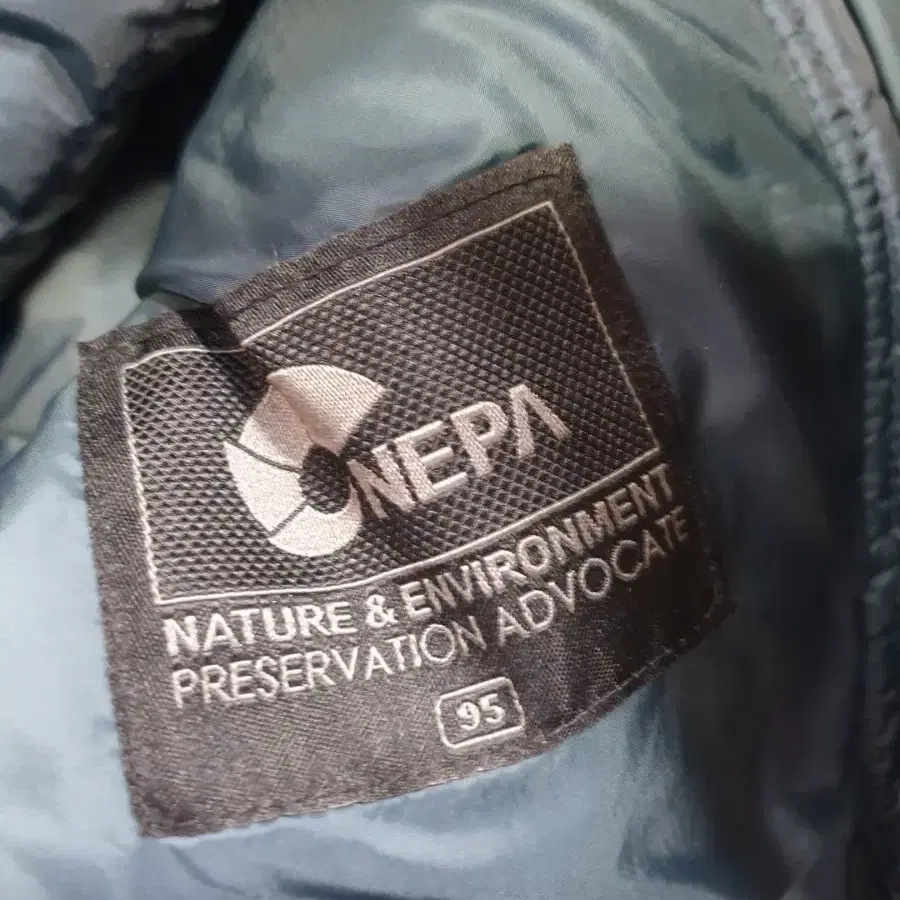 NEPA
NATURE & ENVIRONMENT
PRESERVATION ADVOCATE
95